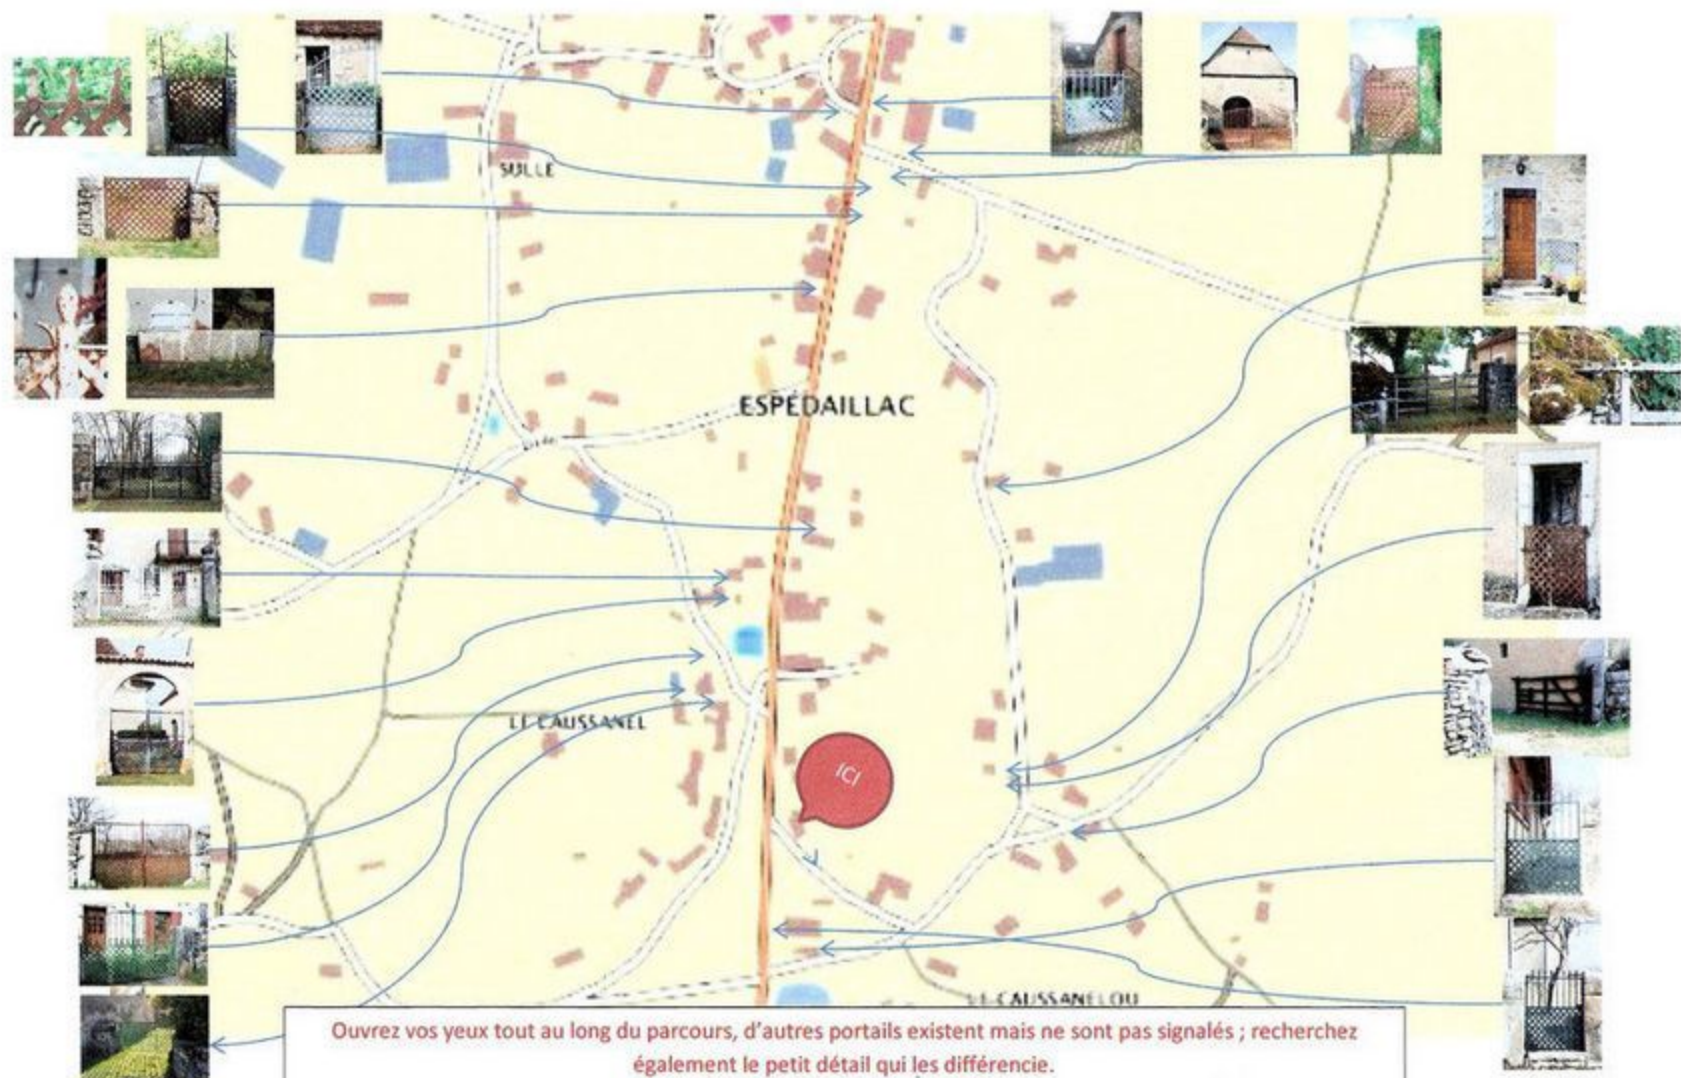 SULLE
ESPÉDAILLAC
LE CAUSSANEL
ICI
LE CAUSSANELOU
Ouvrez vos yeux tout au long du parcours, d'autres portails existent mais ne sont pas signalés ; recherchez
également le petit détail qui les différencie.